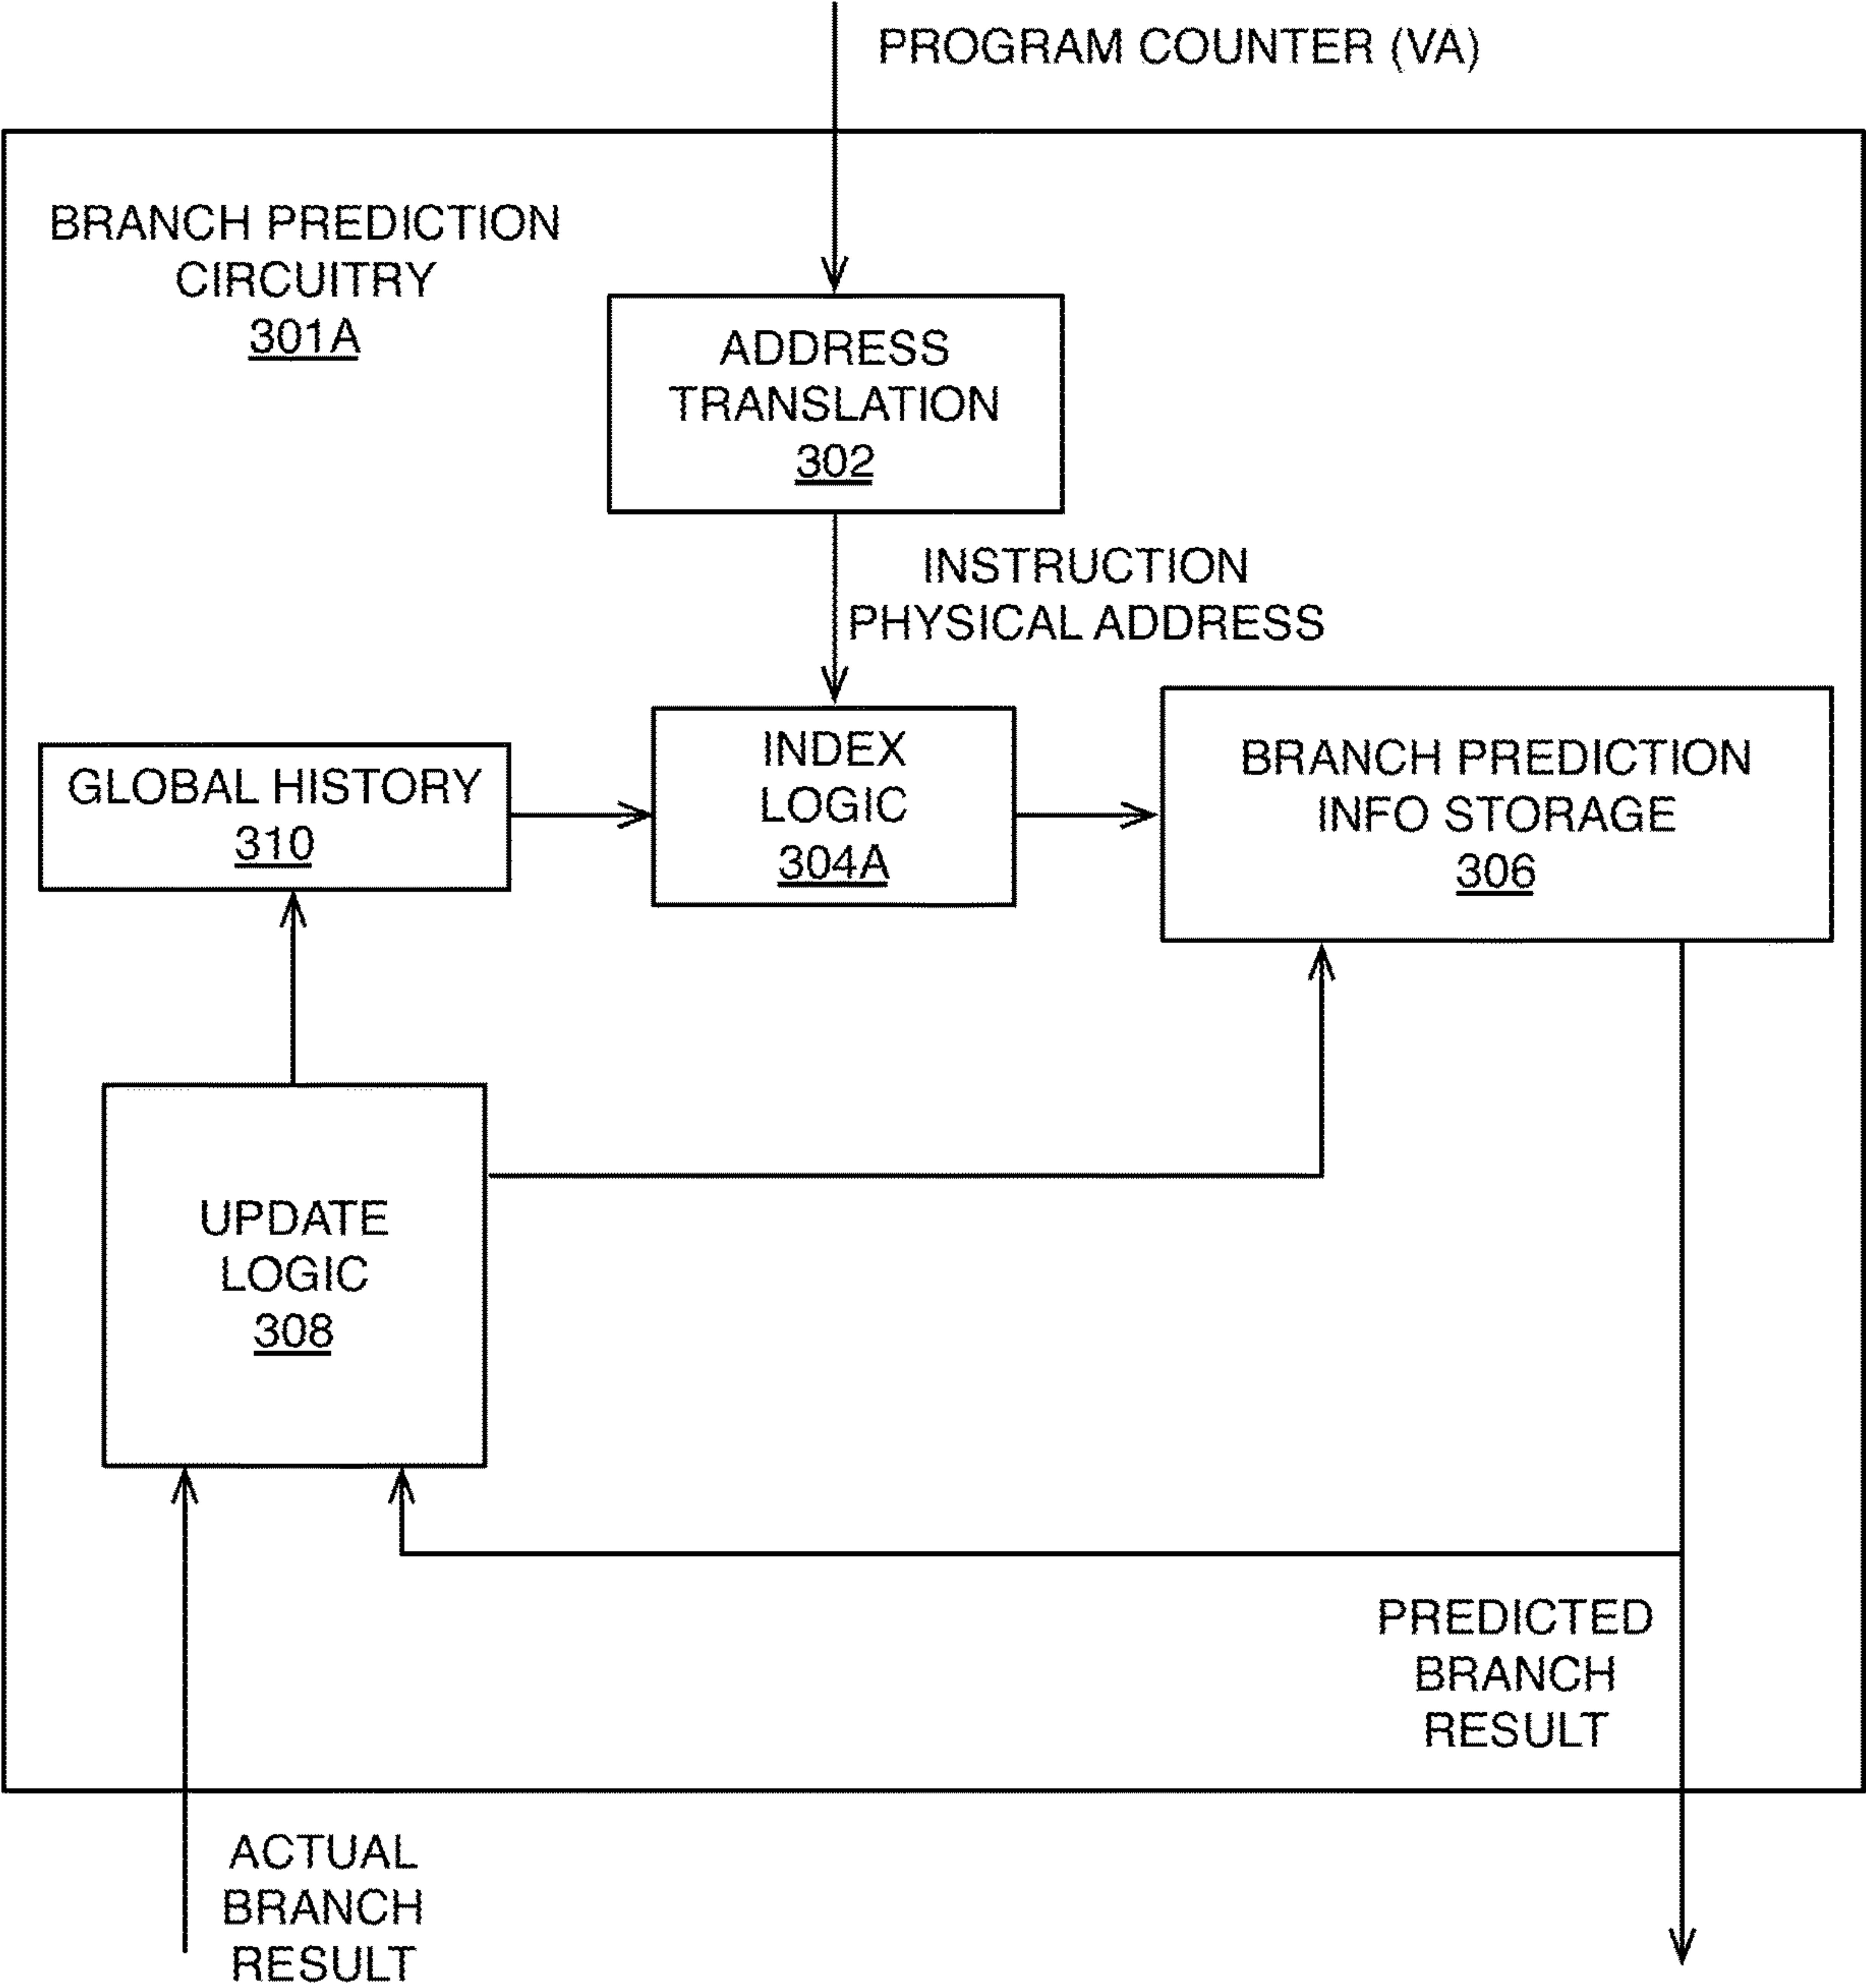 PROGRAM COUNTER (VA)
BRANCH PREDICTION
CIRCUITRY
301A
ADDRESS
TRANSLATION
302
INSTRUCTION
PHYSICAL ADDRESS
GLOBAL HISTORY
310
INDEX
LOGIC
304A
BRANCH PREDICTION
INFO STORAGE
306
UPDATE
LOGIC
308
PREDICTED
BRANCH
RESULT
ACTUAL
BRANCH
RESULT